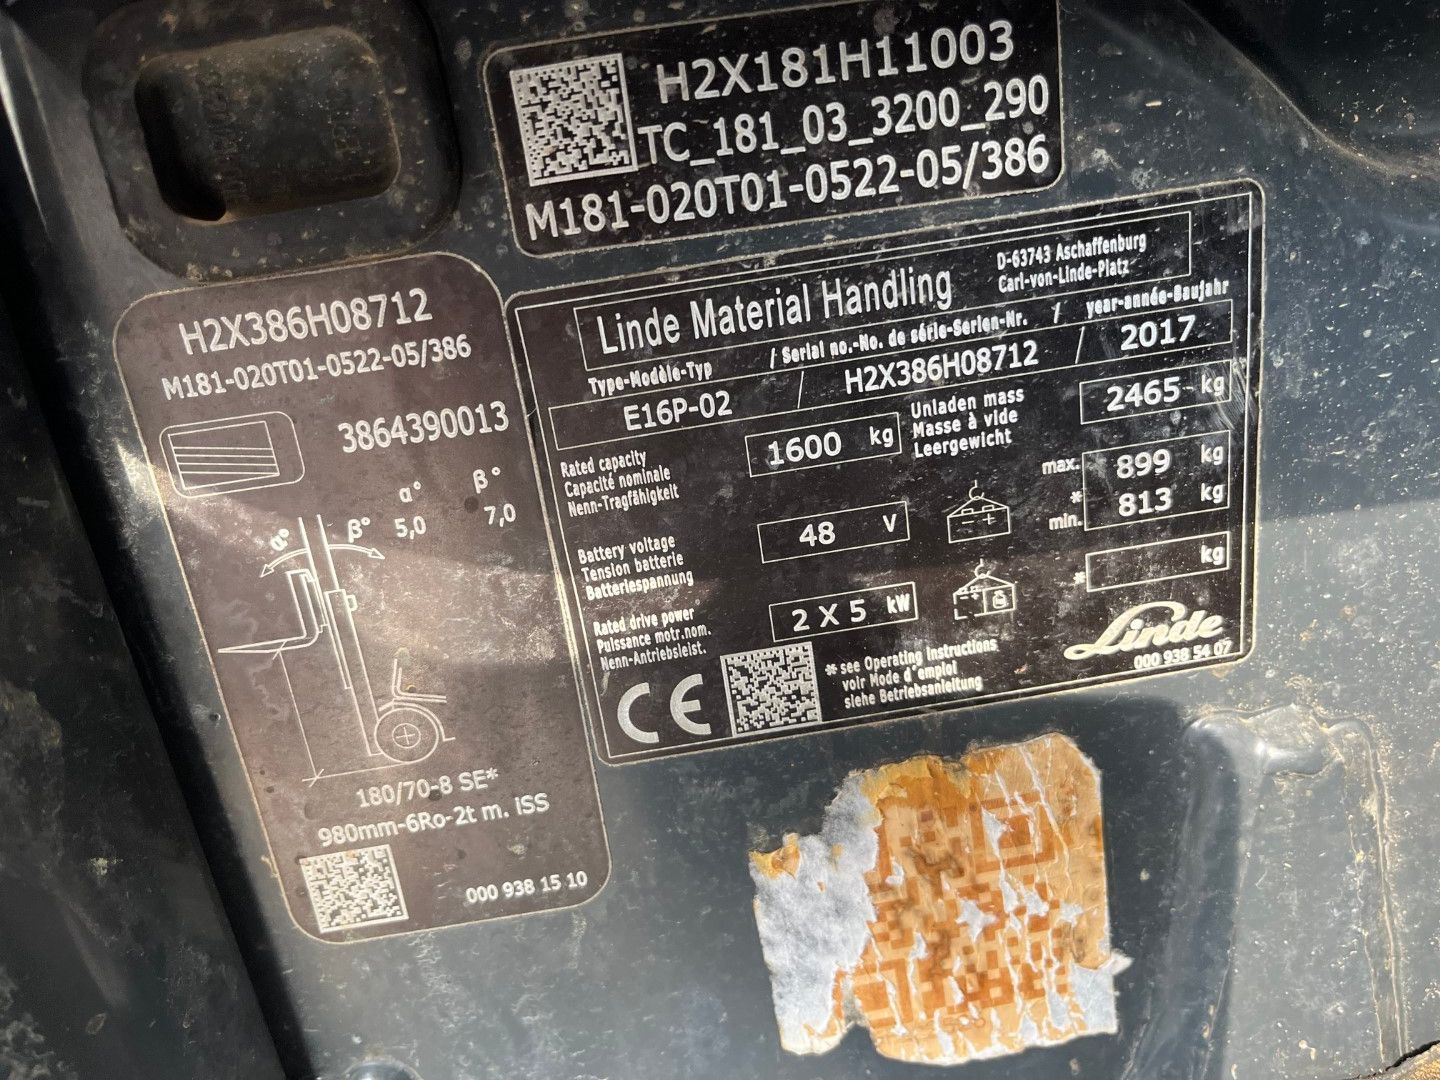 H2X181H11003
TC_181_03_3200_290
M181-020T01-0522-05/386
H2X386H08712
M181-020T01-0522-05/386
3864390013
α° β°
5,0 7,0
α° β°
180/70-8 SE*
980mm-6Ro-2t m. ISS
000 938 15 10
Linde Material Handling
D-63743 Aschaffenburg
Carl-von-Linde-Platz
Type-Modèle-Typ / Serial no.-No. de série-Serien-Nr. / year-année-Baujahr
E16P-02 / H2X386H08712 / 2017
Rated capacity
Capacité nominale
Nenn-Tragfähigkeit
1600 kg
Unladen mass
Masse à vide
Leergewicht
2465 kg
Battery voltage
Tension batterie
Batteriespannung
48 V
max. 899 kg
*
min. 813 kg
Rated drive power
Puissance motr.nom.
Nenn-Antriebsleist.
2 X 5 kW
* kg
CE
* see Operating instructions
voir Mode d'emploi
siehe Betriebsanleitung
Linde
000 938 54 07